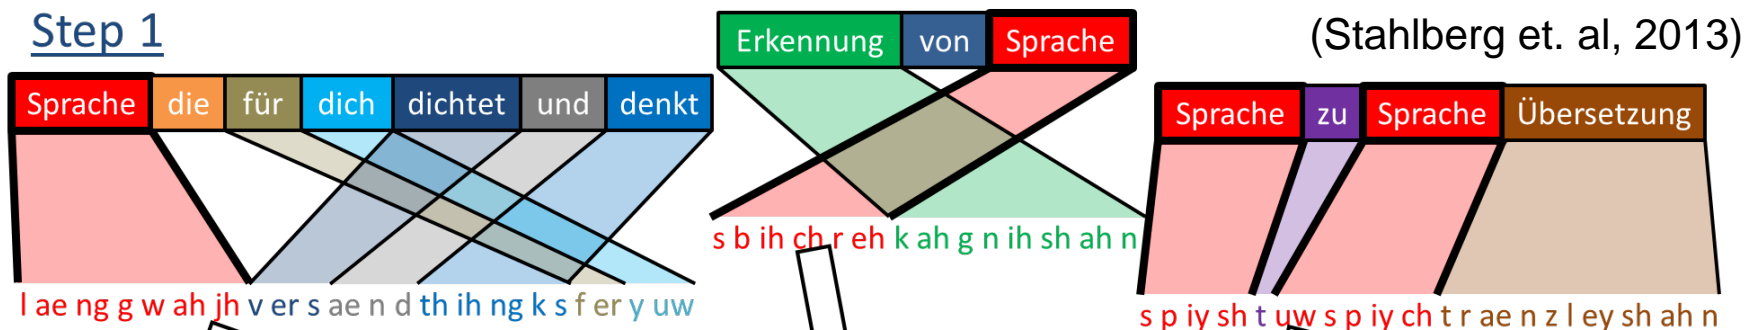 Step 1
Sprache die für dich dichtet und denkt
l ae ng g w ah jh v er s ae n d th ih ng k s f er y uw
Erkennung von Sprache
s b ih ch r eh k ah g n ih sh ah n
(Stahlberg et. al, 2013)
Sprache zu Sprache Übersetzung
s p iy sh t uw s p iy ch t r ae n z l ey sh ah n